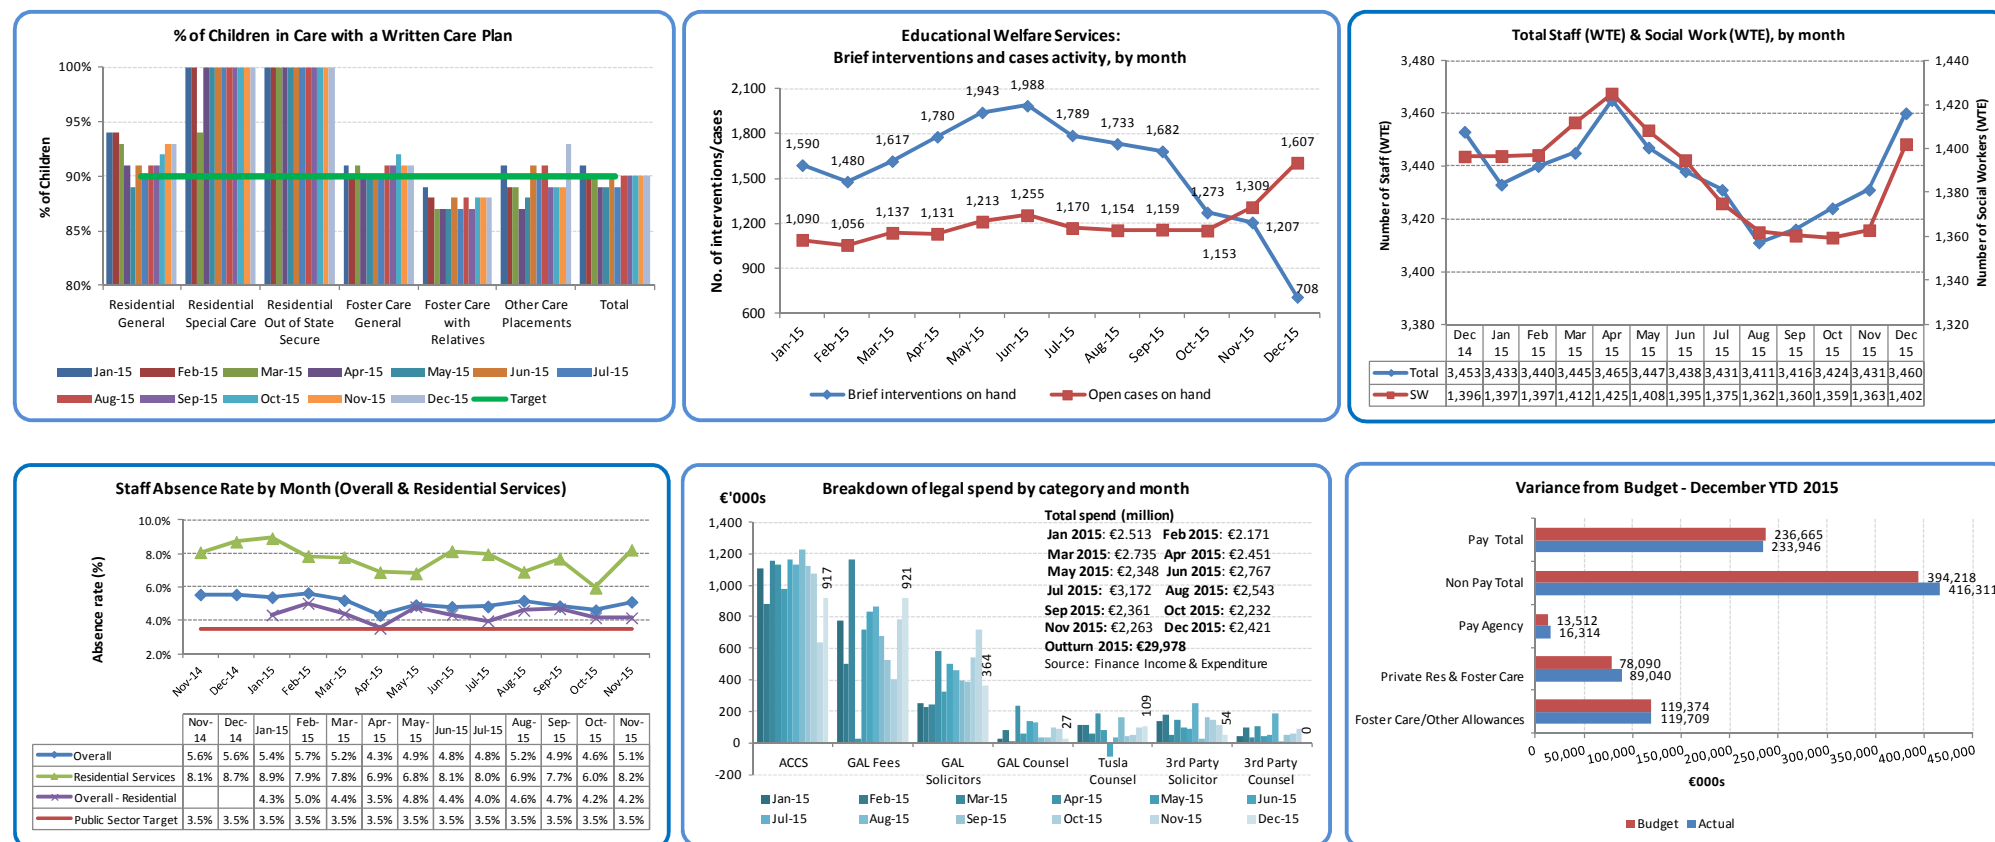 % of Children in Care with a Written Care Plan
100%
95%
90%
85%
80%
% of Children
Residential General
Residential Special Care
Residential Out of State Secure
Foster Care General
Foster Care with Relatives
Other Care Placements
Total
Jan-15 Feb-15 Mar-15 Apr-15 May-15 Jun-15 Jul-15
Aug-15 Sep-15 Oct-15 Nov-15 Dec-15 Target
Educational Welfare Services:
Brief interventions and cases activity, by month
No. of interventions/cases
2,100
1,800
1,500
1,200
900
600
1,590 1,480 1,617 1,780 1,943 1,988 1,789 1,733 1,682 1,273 1,207 708
1,090 1,056 1,137 1,131 1,213 1,255 1,170 1,154 1,159 1,153 1,309 1,607
Jan-15 Feb-15 Mar-15 Apr-15 May-15 Jun-15 Jul-15 Aug-15 Sep-15 Oct-15 Nov-15 Dec-15
Brief interventions on hand Open cases on hand
Total Staff (WTE) & Social Work (WTE), by month
Number of Staff (WTE)
3,480
3,460
3,440
3,420
3,400
3,380
Number of Social Workers (WTE)
1,440
1,420
1,400
1,380
1,360
1,340
1,320
Dec 14 Jan 15 Feb 15 Mar 15 Apr 15 May 15 Jun 15 Jul 15 Aug 15 Sep 15 Oct 15 Nov 15 Dec 15
Total 3,453 3,433 3,440 3,445 3,465 3,447 3,438 3,431 3,411 3,416 3,424 3,431 3,460
SW 1,396 1,397 1,397 1,412 1,425 1,408 1,395 1,375 1,362 1,360 1,359 1,363 1,402
Staff Absence Rate by Month (Overall & Residential Services)
Absence rate (%)
10.0%
8.0%
6.0%
4.0%
2.0%
Nov-14 Dec-14 Jan-15 Feb-15 Mar-15 Apr-15 May-15 Jun-15 Jul-15 Aug-15 Sep-15 Oct-15 Nov-15
Nov-14 Dec-14 Jan-15 Feb-15 Mar-15 Apr-15 May-15 Jun-15 Jul-15 Aug-15 Sep-15 Oct-15 Nov-15
Overall 5.6% 5.6% 5.4% 5.7% 5.2% 4.3% 4.9% 4.8% 4.8% 5.2% 4.9% 4.6% 5.1%
Residential Services 8.1% 8.7% 8.9% 7.9% 7.8% 6.9% 6.8% 8.1% 8.0% 6.9% 7.7% 6.0% 8.2%
Overall - Residential 4.3% 5.0% 4.4% 3.5% 4.8% 4.4% 4.0% 4.6% 4.7% 4.2% 4.2%
Public Sector Target 3.5% 3.5% 3.5% 3.5% 3.5% 3.5% 3.5% 3.5% 3.5% 3.5% 3.5% 3.5% 3.5%
Breakdown of legal spend by category and month
€'000s
1,400
1,200
1,000
800
600
400
200
0
-200
Total spend (million)
Jan 2015: €2.513 Feb 2015: €2.171
Mar 2015: €2.735 Apr 2015: €2.451
May 2015: €2,348 Jun 2015: €2,767
Jul 2015: €3,172 Aug 2015: €2,543
Sep 2015: €2,361 Oct 2015: €2,232
Nov 2015: €2,263 Dec 2015: €2,421
Outturn 2015: €29,978
Source: Finance Income & Expenditure
917 921 364 27 109 54 0
ACCS
GAL Fees
GAL Solicitors
GAL Counsel
Tusla Counsel
3rd Party Solicitor
3rd Party Counsel
Jan-15 Feb-15 Mar-15 Apr-15 May-15 Jun-15
Jul-15 Aug-15 Sep-15 Oct-15 Nov-15 Dec-15
Variance from Budget - December YTD 2015
Pay Total 236,665 233,946
Non Pay Total 394,218 416,311
Pay Agency 13,512 16,314
Private Res & Foster Care 78,090 89,040
Foster Care/Other Allowances 119,374 119,709
0 50,000 100,000 150,000 200,000 250,000 300,000 350,000 400,000 450,000
€000s
Budget Actual